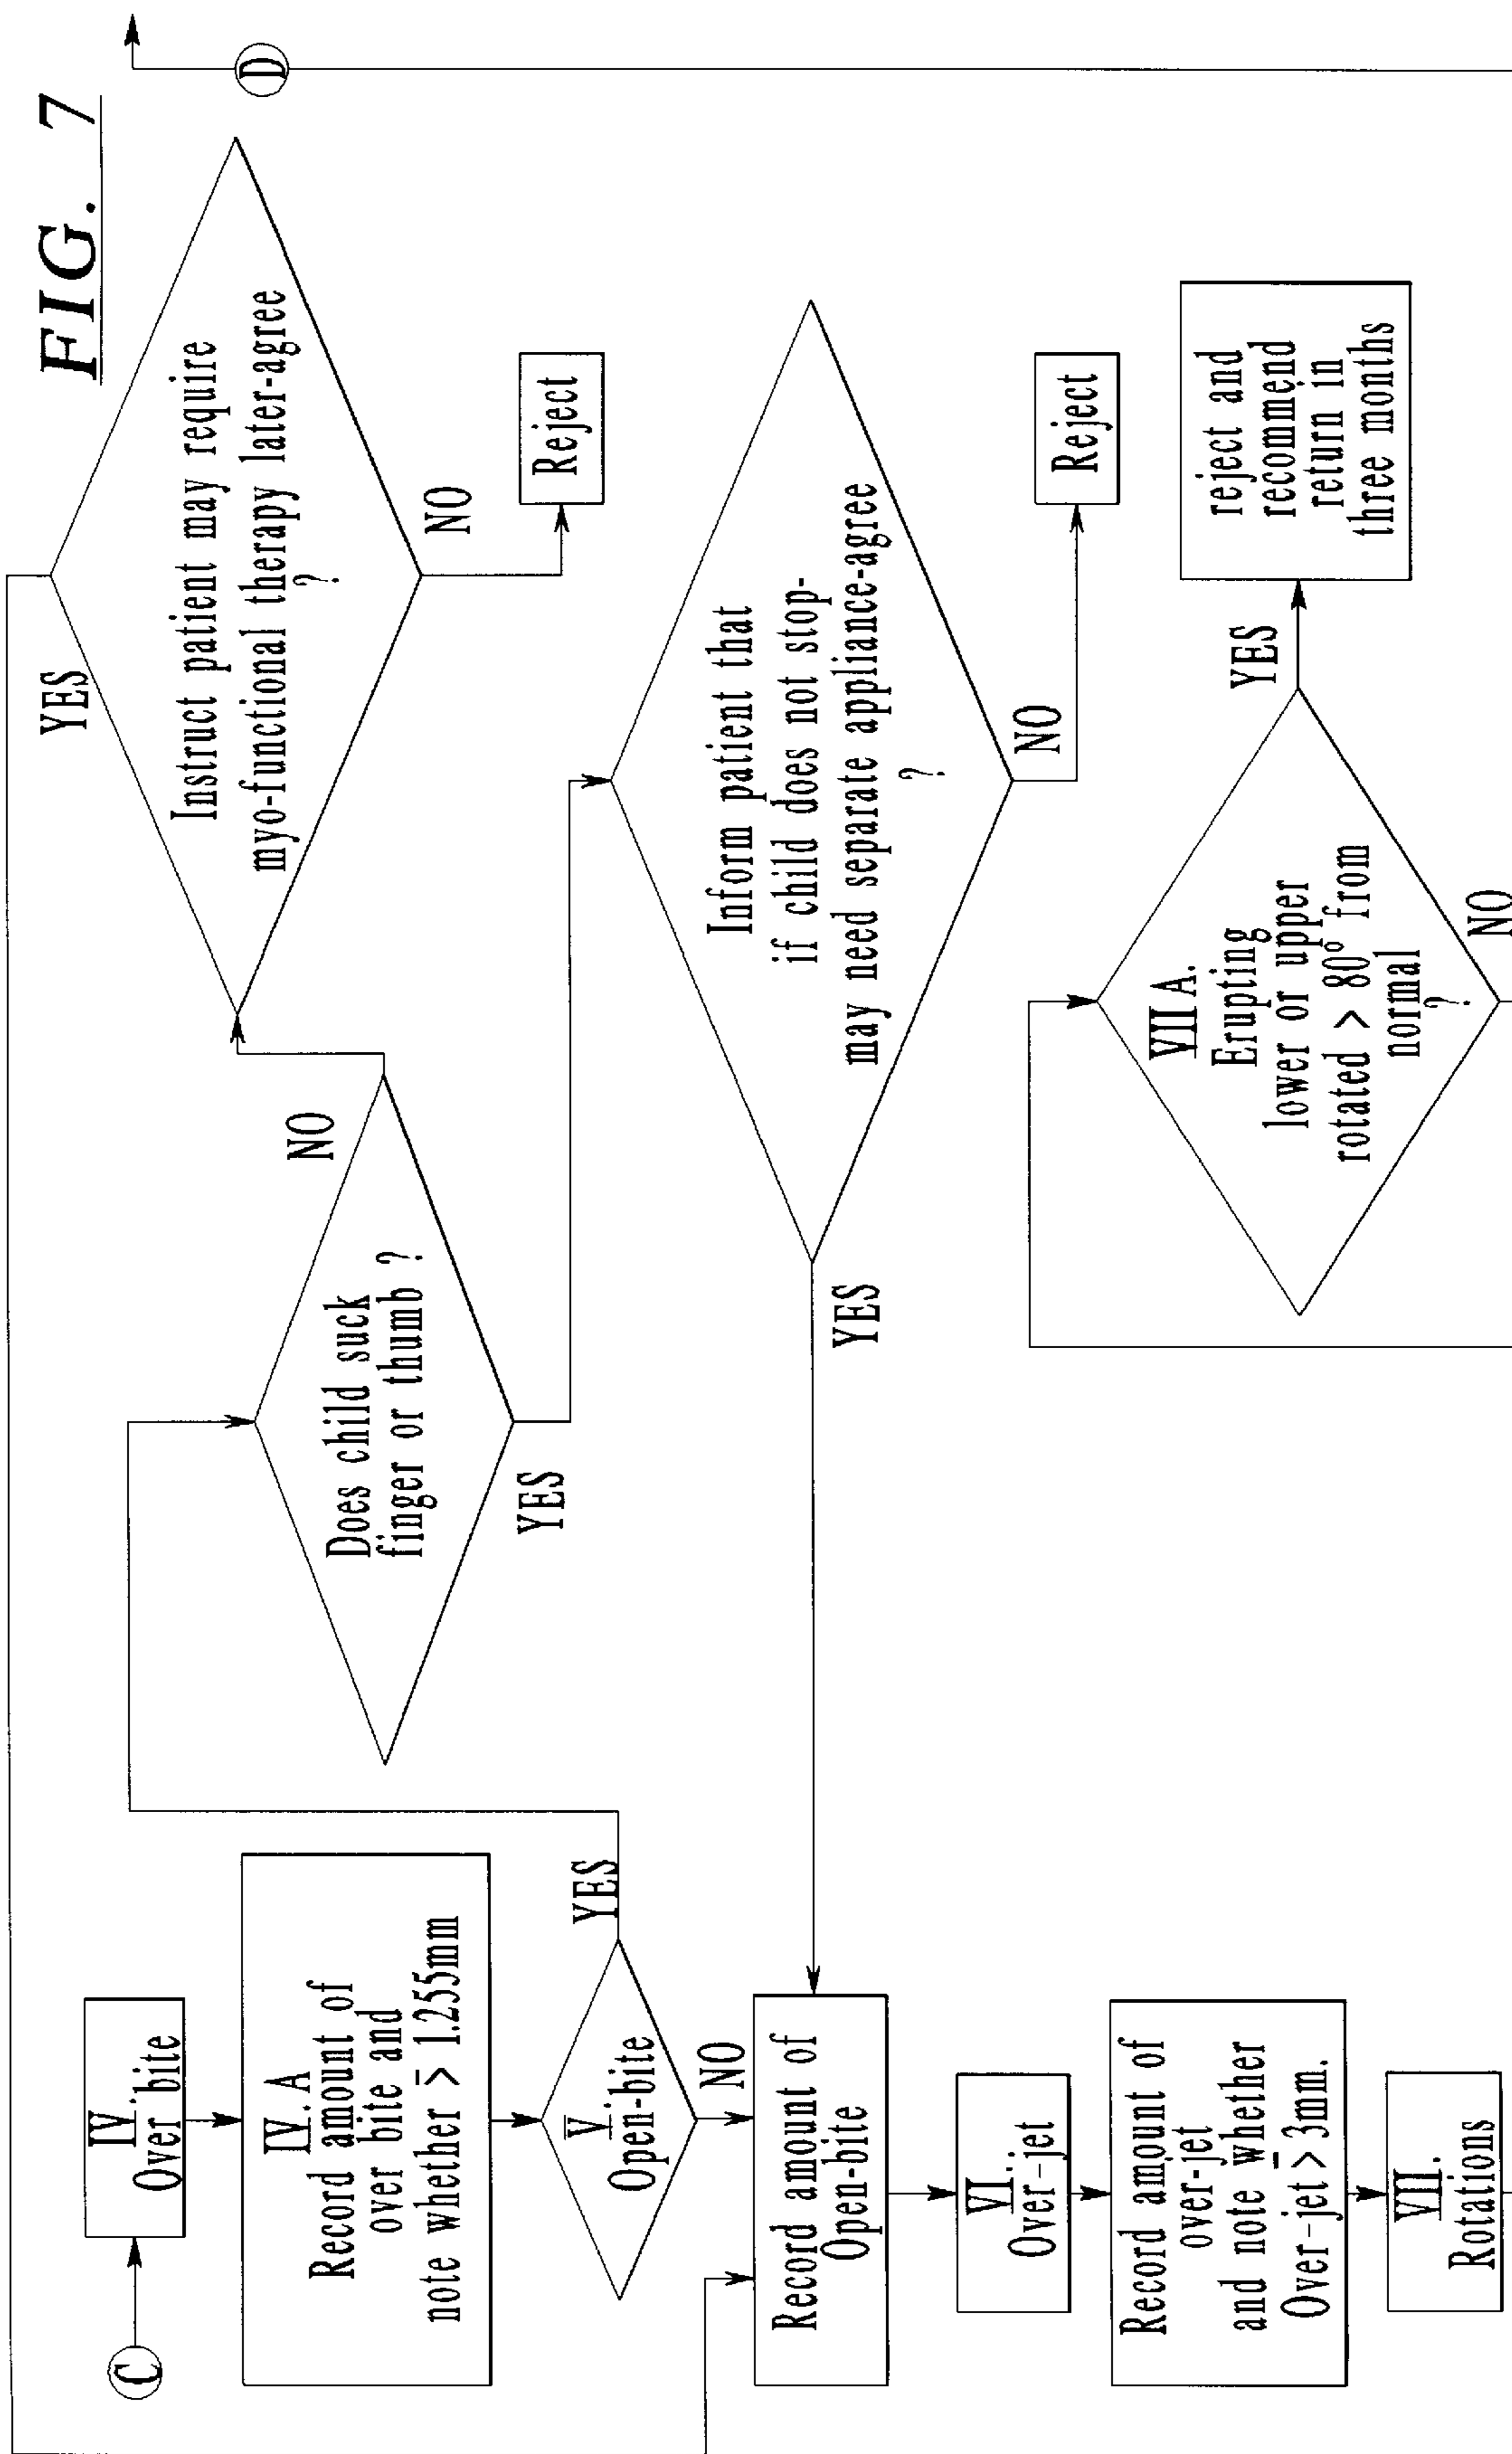 FIG. 7
C
IV.
Over bite
IV. A
Record amount of
over bite and
note whether > 1.255mm
V.
Open-bite
YES
NO
Does child suck
finger or thumb ?
NO
YES
Instruct patient may require
myo-functional therapy later-agree
?
YES
NO
Reject
D
Inform patient that
if child does not stop-
may need separate appliance-agree
?
YES
NO
Reject
Record amount of
Open-bite
VI.
Over-jet
Record amount of
over-jet
and note whether
Over-jet > 3mm.
VII.
Rotations
VII A.
Erupting
lower or upper
rotated > 80° from
normal
?
YES
NO
reject and
recommend
return in
three months